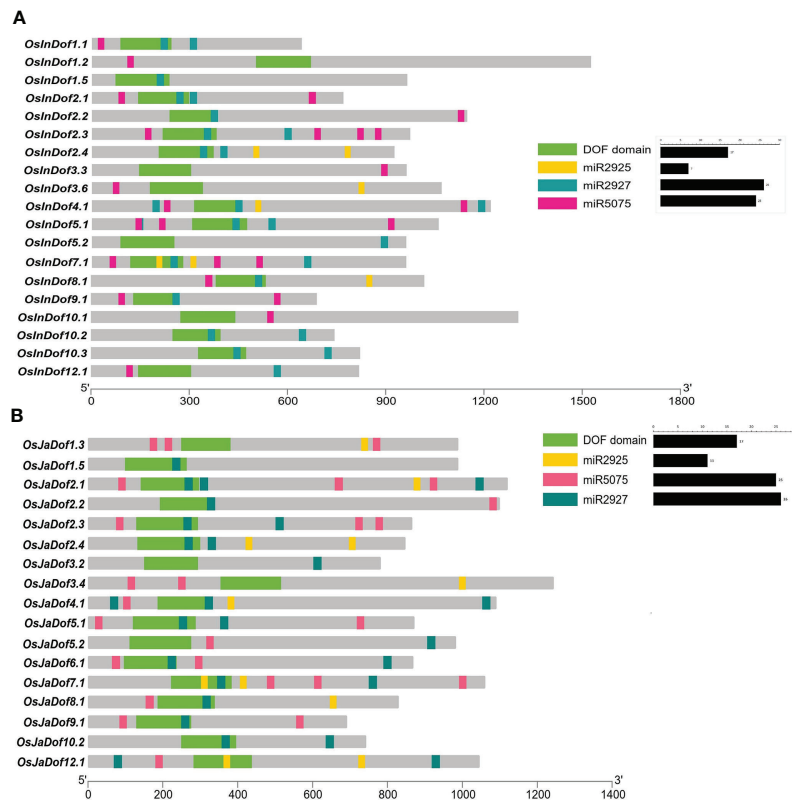 A
OsInDof1.1
OsInDof1.2
OsInDof1.5
OsInDof2.1
OsInDof2.2
OsInDof2.3
OsInDof2.4
OsInDof3.3
OsInDof3.6
OsInDof4.1
OsInDof5.1
OsInDof5.2
OsInDof7.1
OsInDof8.1
OsInDof9.1
OsInDof10.1
OsInDof10.2
OsInDof10.3
OsInDof12.1
DOF domain
miR2925
miR2927
miR5075
5' 3'
0 300 600 900 1200 1500 1800
B
OsJaDof1.3
OsJaDof1.5
OsJaDof2.1
OsJaDof2.2
OsJaDof2.3
OsJaDof2.4
OsJaDof3.2
OsJaDof3.4
OsJaDof4.1
OsJaDof5.1
OsJaDof5.2
OsJaDof6.1
OsJaDof7.1
OsJaDof8.1
OsJaDof9.1
OsJaDof10.2
OsJaDof12.1
DOF domain
miR2925
miR5075
miR2927
5' 3'
0 200 400 600 800 1000 1200 1400